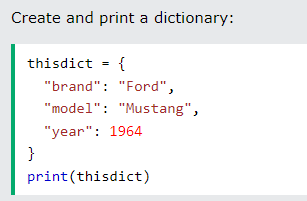 Create and print a dictionary:
thisdict = {
  "brand": "Ford",
  "model": "Mustang",
  "year": 1964
}
print(thisdict)